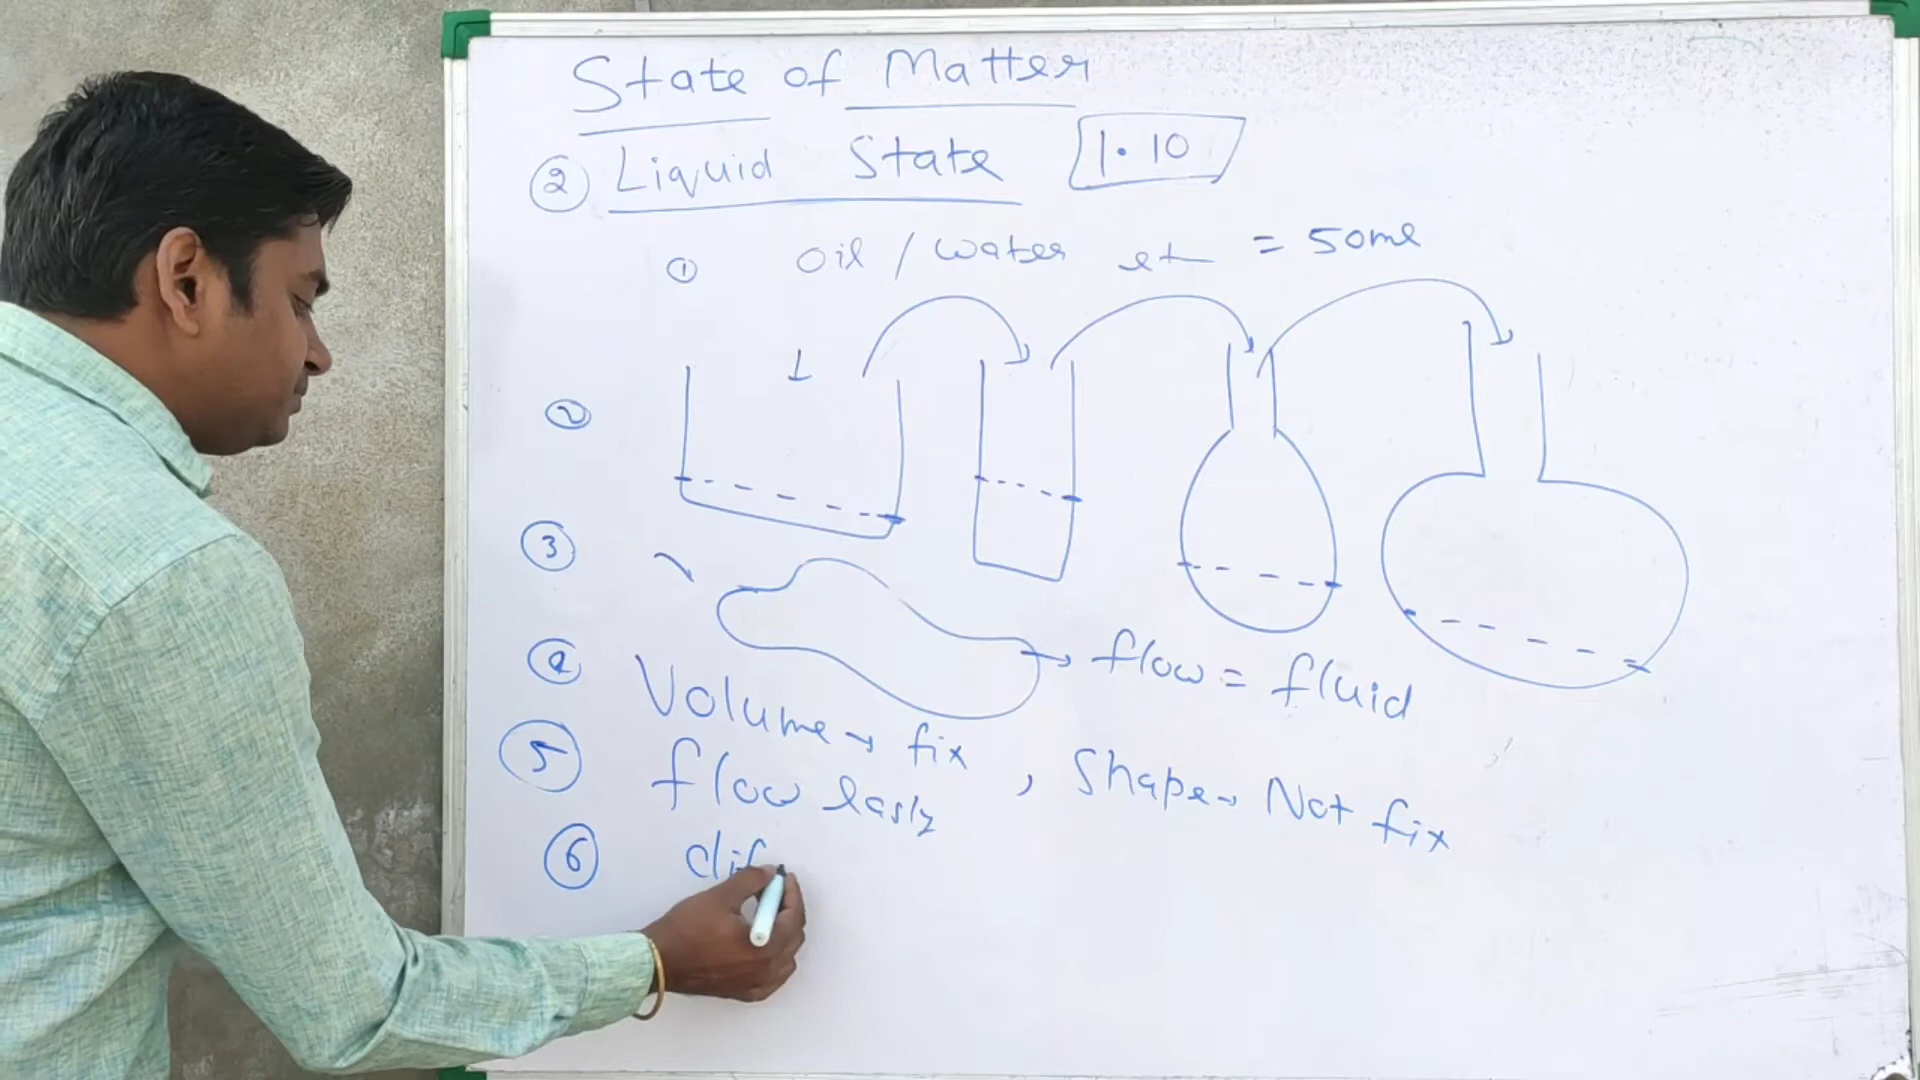 State of Matter
② Liquid State 1.10
① Oil / water et = 50ml
②
③
④ Volume → fix , Shape → Not fix
flow = fluid
⑤ flow easly
⑥ dif